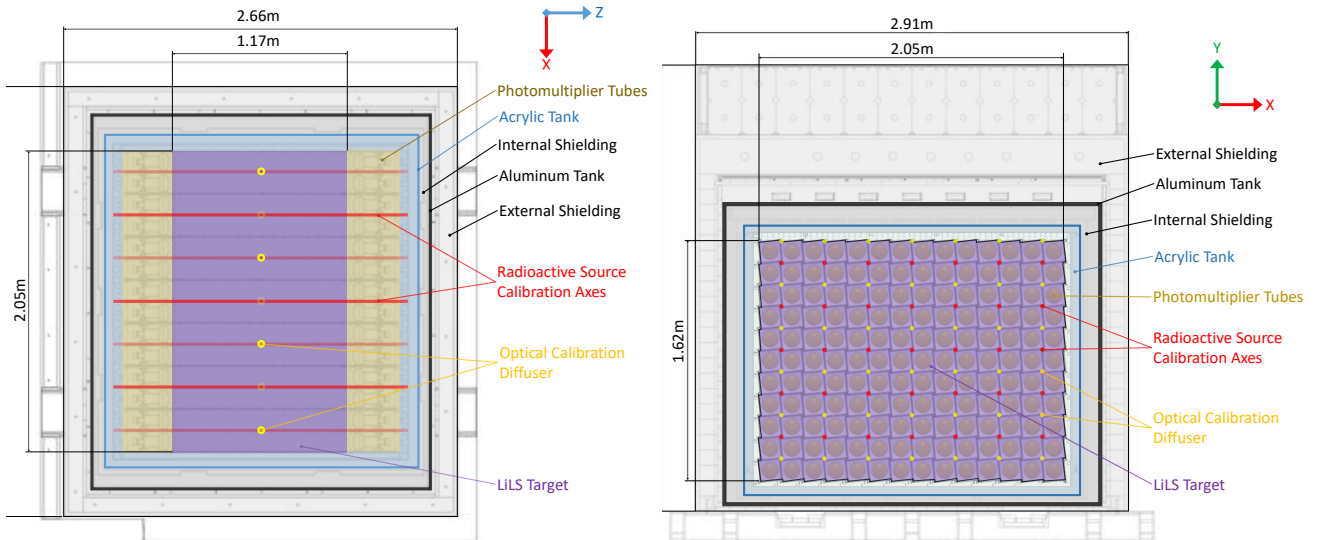 2.66m
1.17m
Z
X
Photomultiplier Tubes
Acrylic Tank
Internal Shielding
Aluminum Tank
External Shielding
2.05m
Radioactive Source
Calibration Axes
Optical Calibration
Diffuser
LiLS Target
2.91m
2.05m
Y
X
External Shielding
Aluminum Tank
Internal Shielding
Acrylic Tank
Photomultiplier Tubes
1.62m
Radioactive Source
Calibration Axes
Optical Calibration
Diffuser
LiLS Target